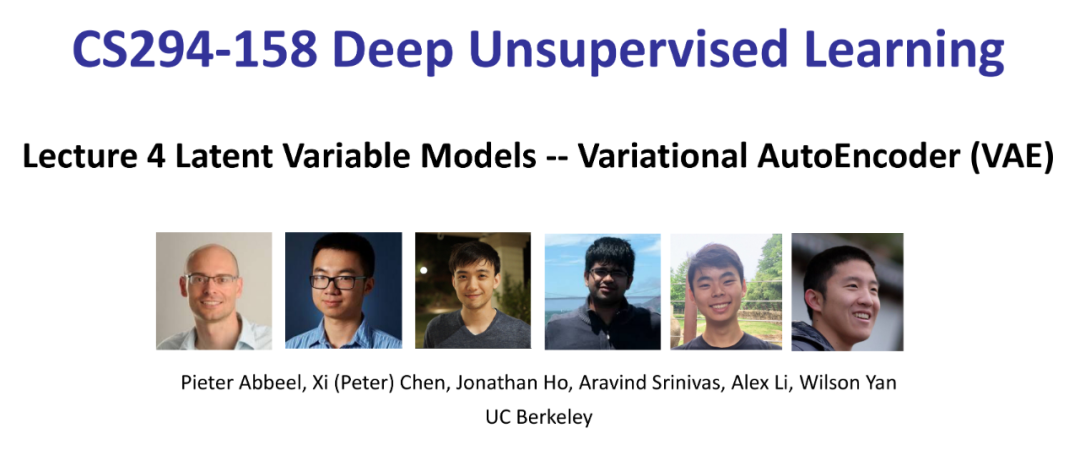 CS294-158 Deep Unsupervised Learning
Lecture 4 Latent Variable Models -- Variational AutoEncoder (VAE)
Pieter Abbeel, Xi (Peter) Chen, Jonathan Ho, Aravind Srinivas, Alex Li, Wilson Yan
UC Berkeley